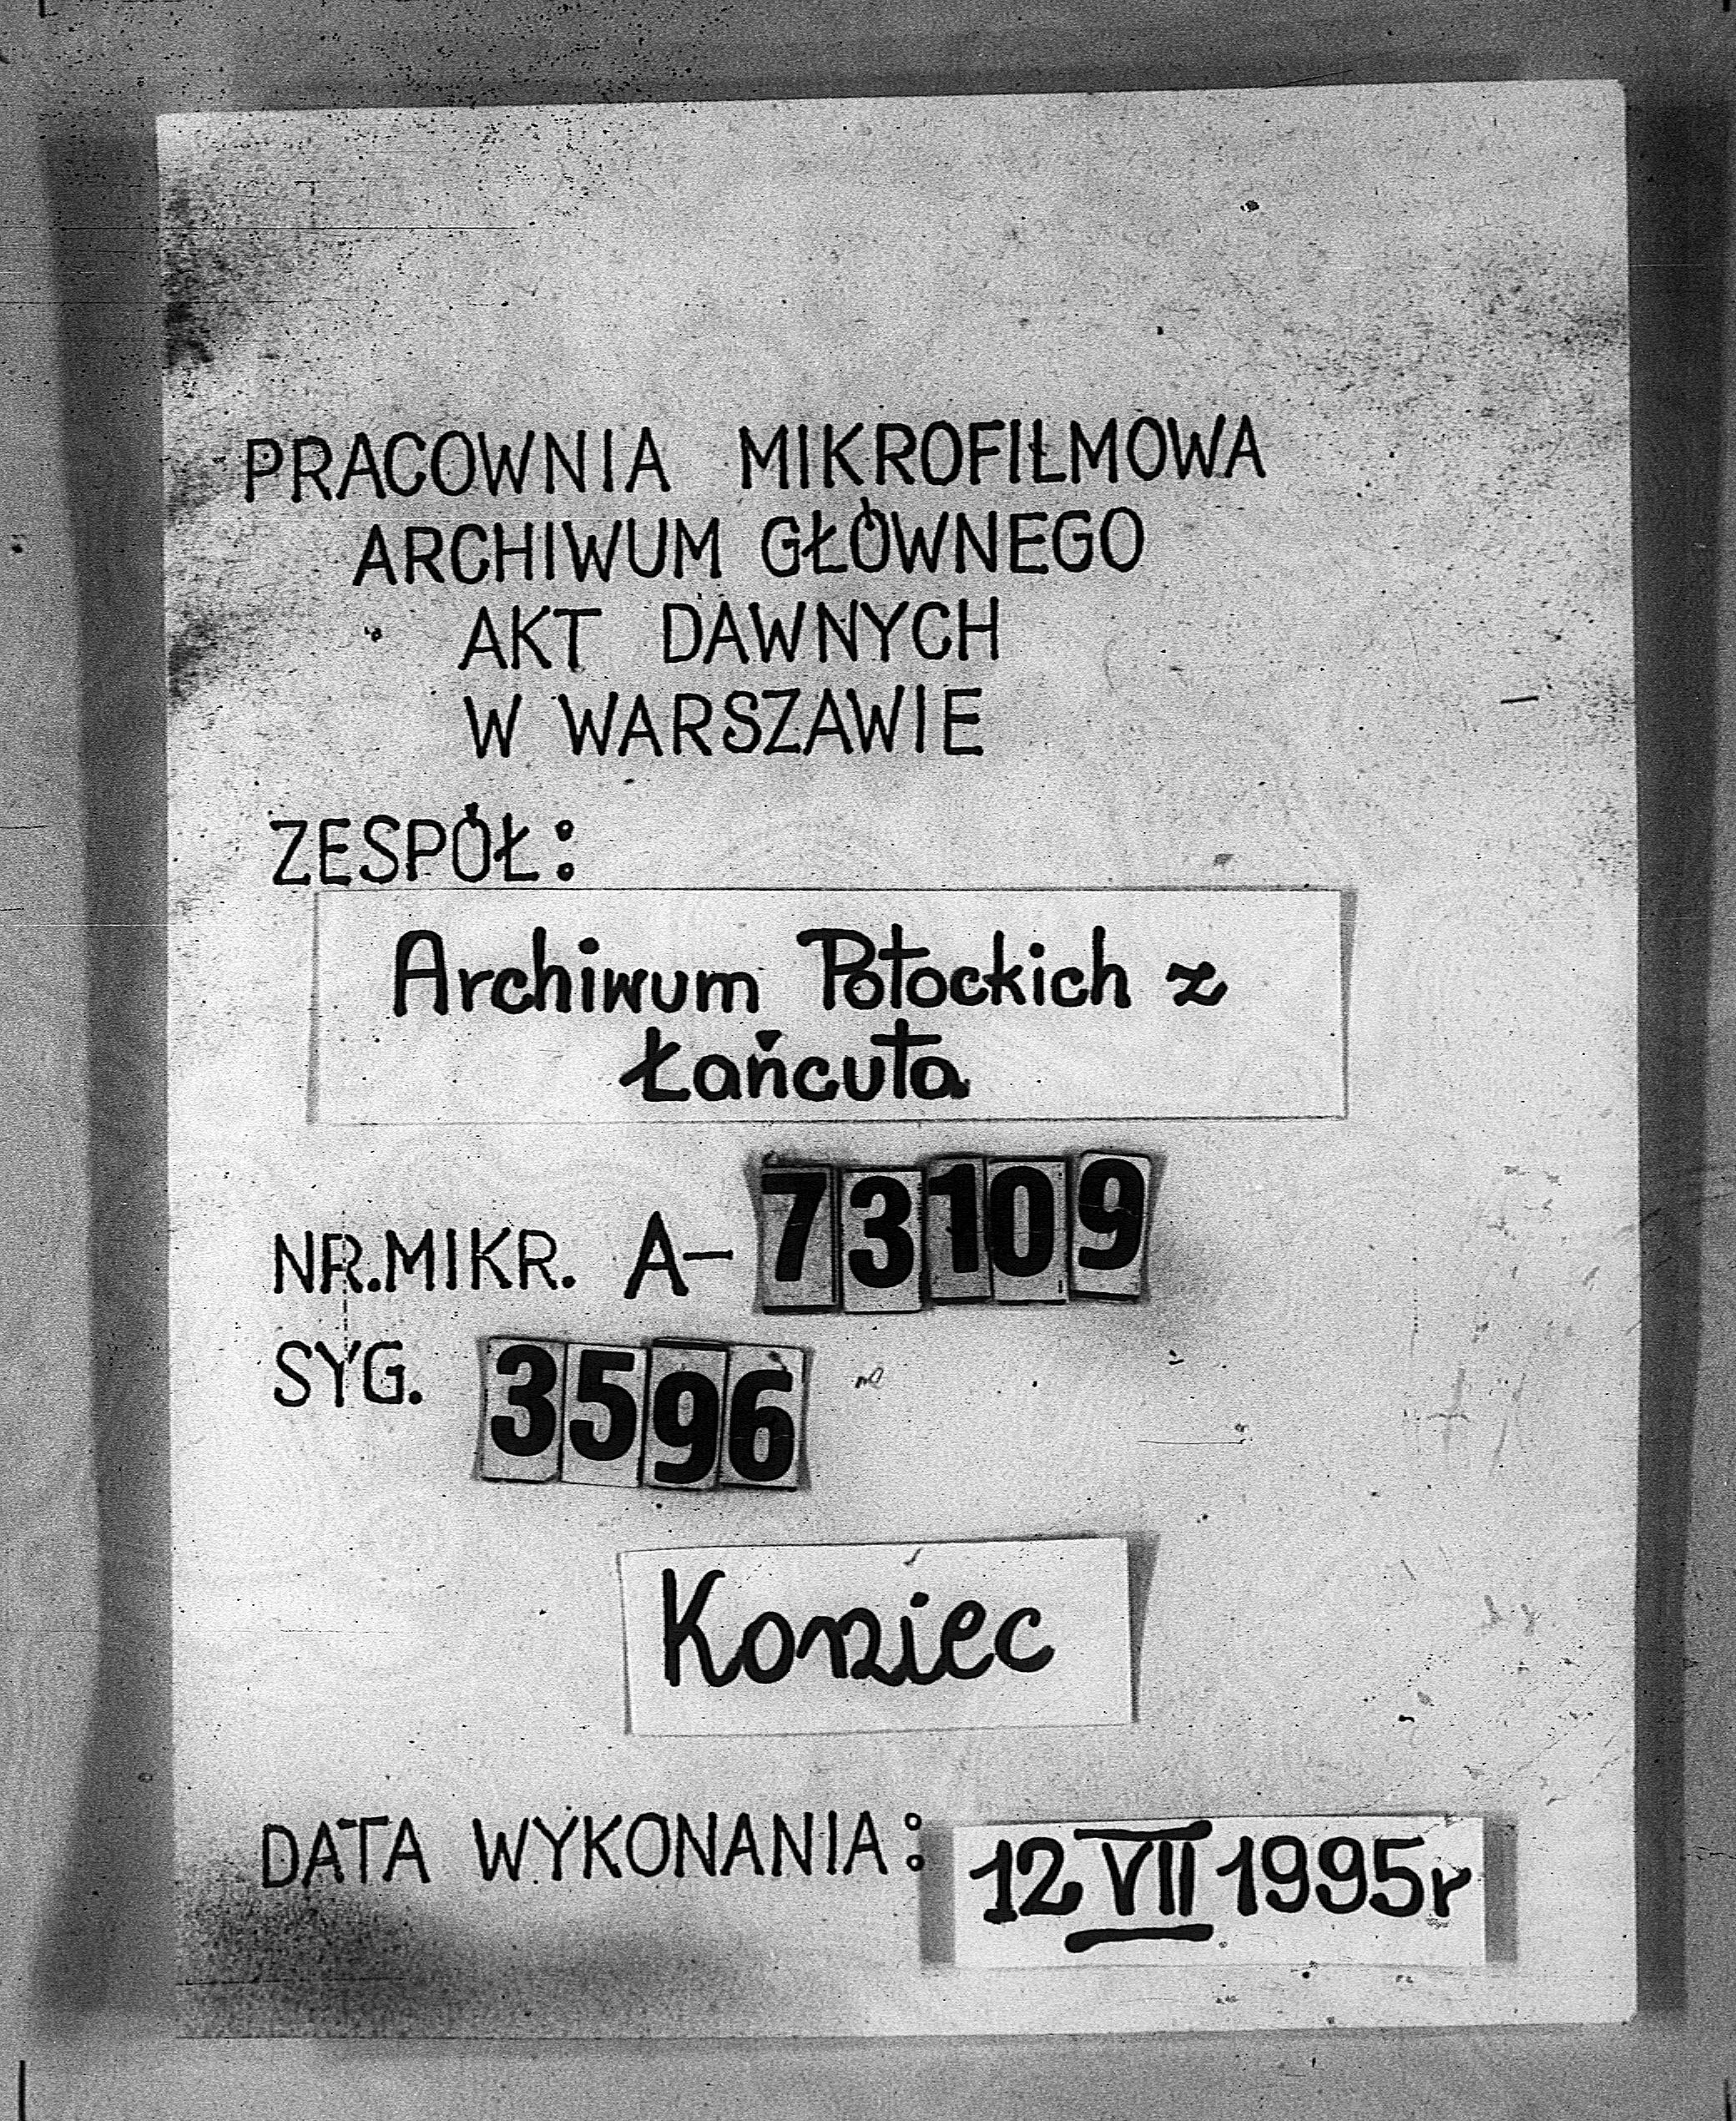 PRACOWNIA MIKROFILMOWA
ARCHIWUM GŁÓWNEGO
AKT DAWNYCH
W WARSZAWIE
ZESPÓŁ:
Archiwum Potockich z
Łańcuta
NR.MIKR. A-73109
SYG. 3596
Koniec
DATA WYKONANIA: 12 VII 1995r